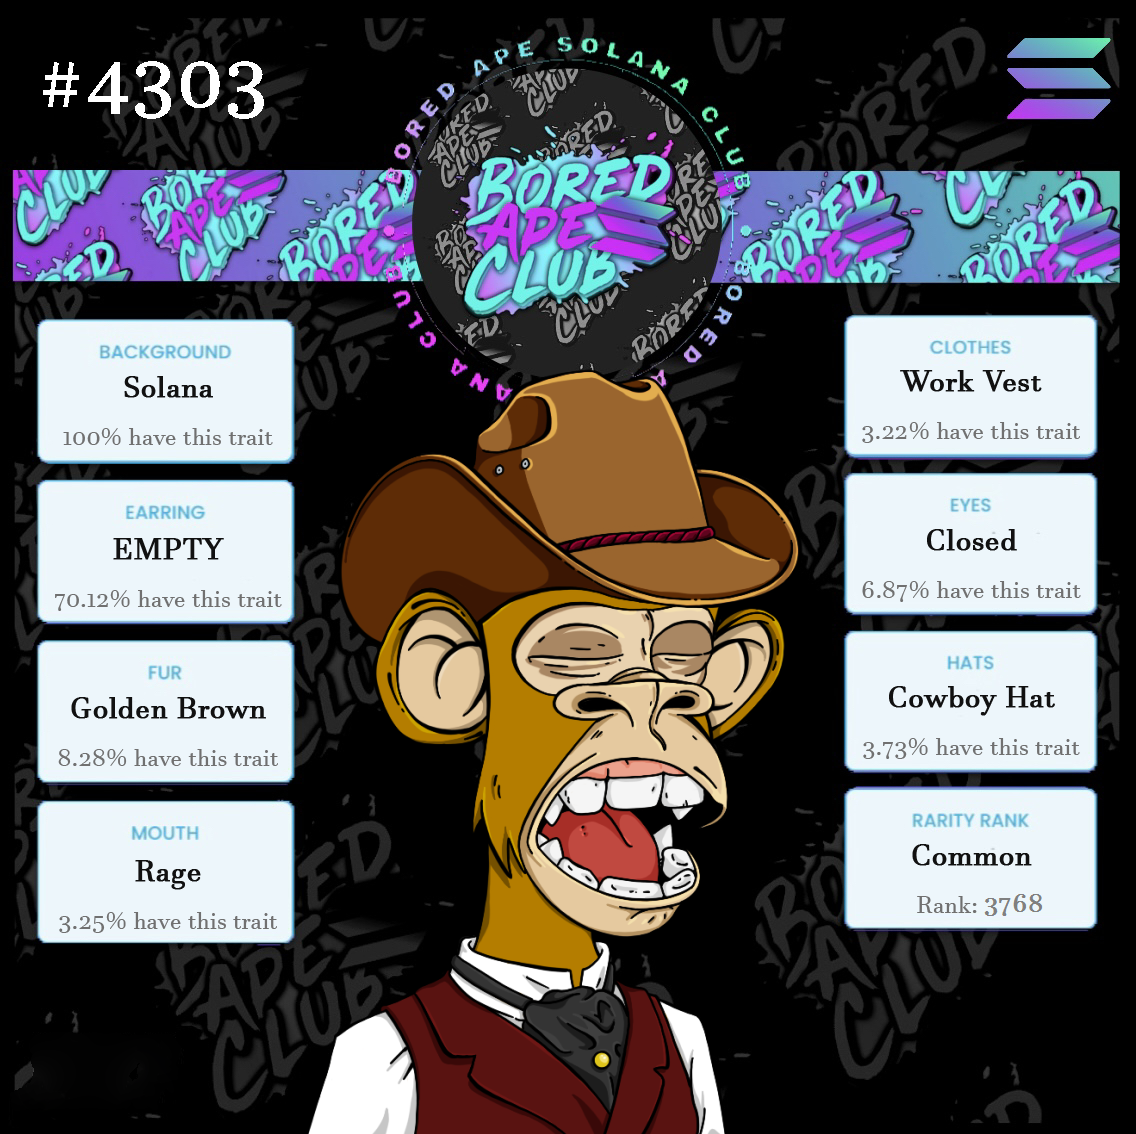 #4303
BORED APE SOLANA CLUB
BORED
APE
CLUB
BACKGROUND
Solana
100% have this trait
EARRING
EMPTY
70.12% have this trait
FUR
Golden Brown
8.28% have this trait
MOUTH
Rage
3.25% have this trait
CLOTHES
Work Vest
3.22% have this trait
EYES
Closed
6.87% have this trait
HATS
Cowboy Hat
3.73% have this trait
RARITY RANK
Common
Rank: 3768